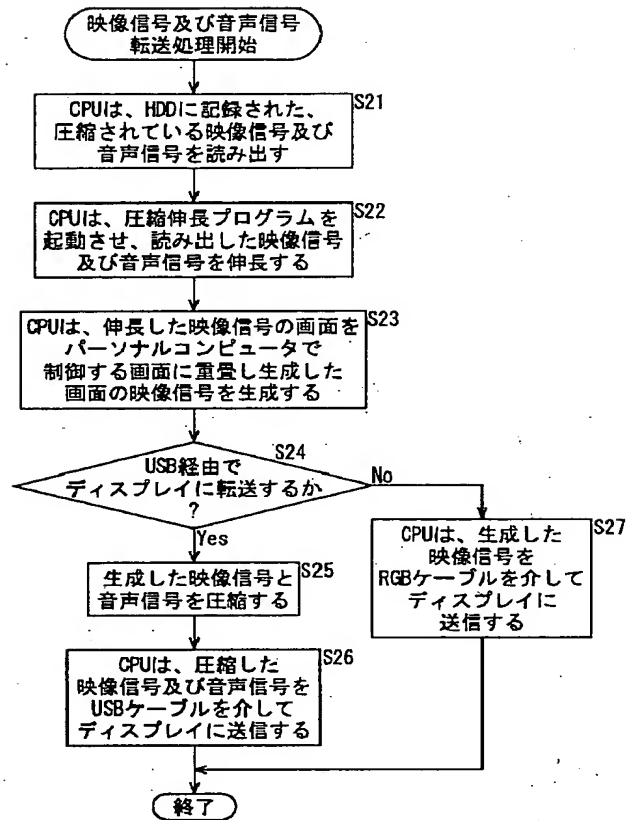 映像信号及び音声信号
転送処理開始
S21
CPUは、HDDに記録された、
圧縮されている映像信号及び
音声信号を読み出す
S22
CPUは、圧縮伸長プログラムを
起動させ、読み出した映像信号
及び音声信号を伸長する
S23
CPUは、伸長した映像信号の画面を
パーソナルコンピュータで
制御する画面に重畳し生成した
画面の映像信号を生成する
S24
USB経由で
ディスプレイに転送するか
?
No
Yes
S25
生成した映像信号と
音声信号を圧縮する
S26
CPUは、圧縮した
映像信号及び音声信号を
USBケーブルを介して
ディスプレイに送信する
S27
CPUは、生成した
映像信号を
RGBケーブルを介して
ディスプレイに
送信する
終了